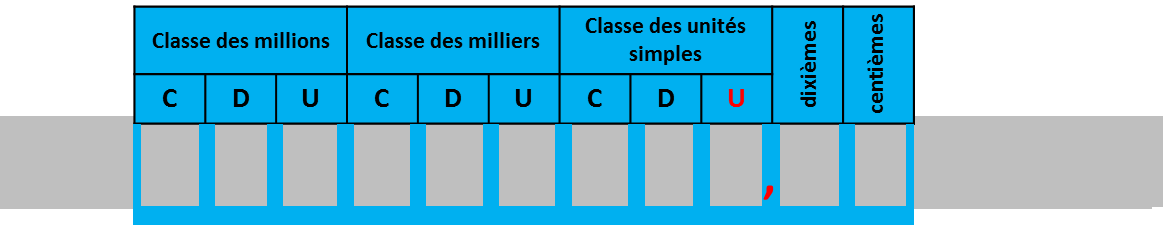 Classe des millions
Classe des milliers
Classe des unités
simples
dixièmes
centièmes
C D U C D U C D U
,